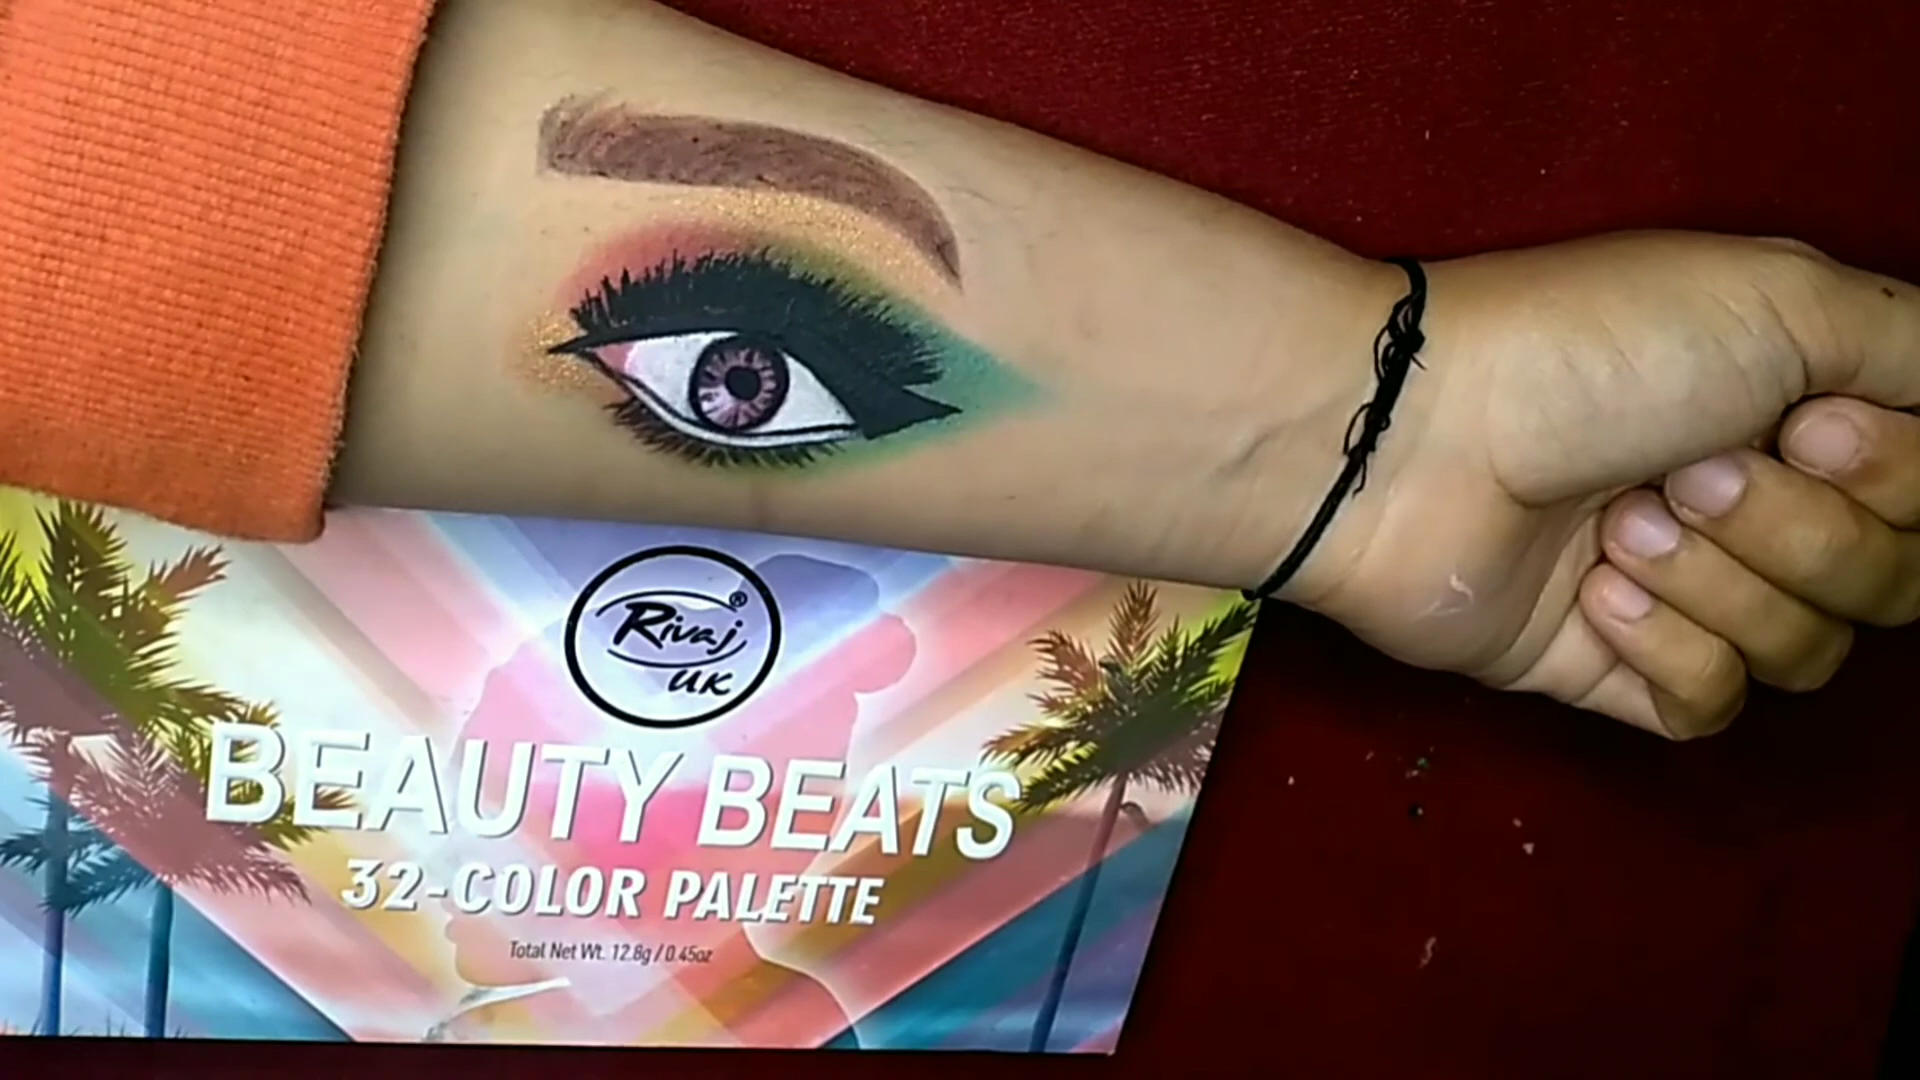 Rivaj®
UK
BEAUTY BEATS
32-COLOR PALETTE
Total Net Wt. 12.8g / 0.45oz